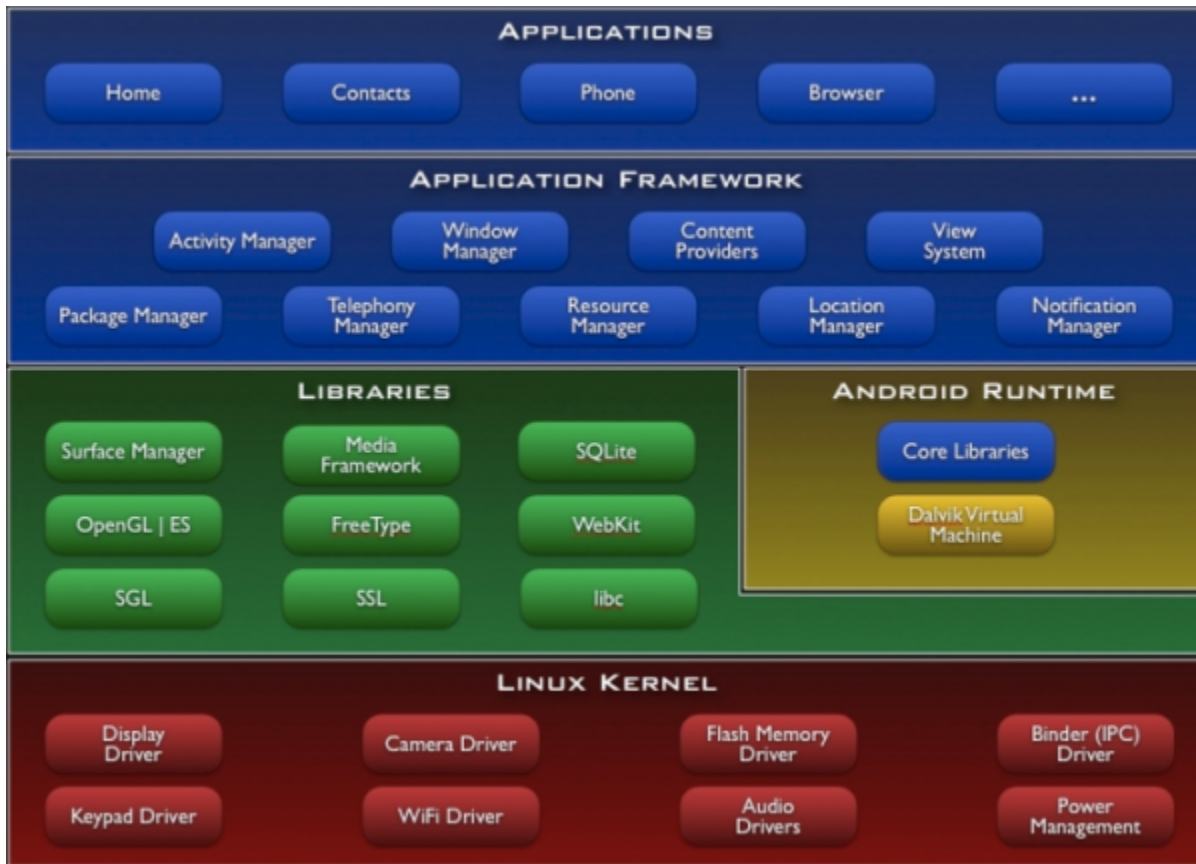 APPLICATIONS
Home
Contacts
Phone
Browser
...
APPLICATION FRAMEWORK
Activity Manager
Window
Manager
Content
Providers
View
System
Package Manager
Telephony
Manager
Resource
Manager
Location
Manager
Notification
Manager
LIBRARIES
Surface Manager
Media
Framework
SQLite
OpenGL | ES
FreeType
WebKit
SGL
SSL
libc
ANDROID RUNTIME
Core Libraries
Dalvik Virtual
Machine
LINUX KERNEL
Display
Driver
Camera Driver
Flash Memory
Driver
Binder (IPC)
Driver
Keypad Driver
WiFi Driver
Audio
Drivers
Power
Management